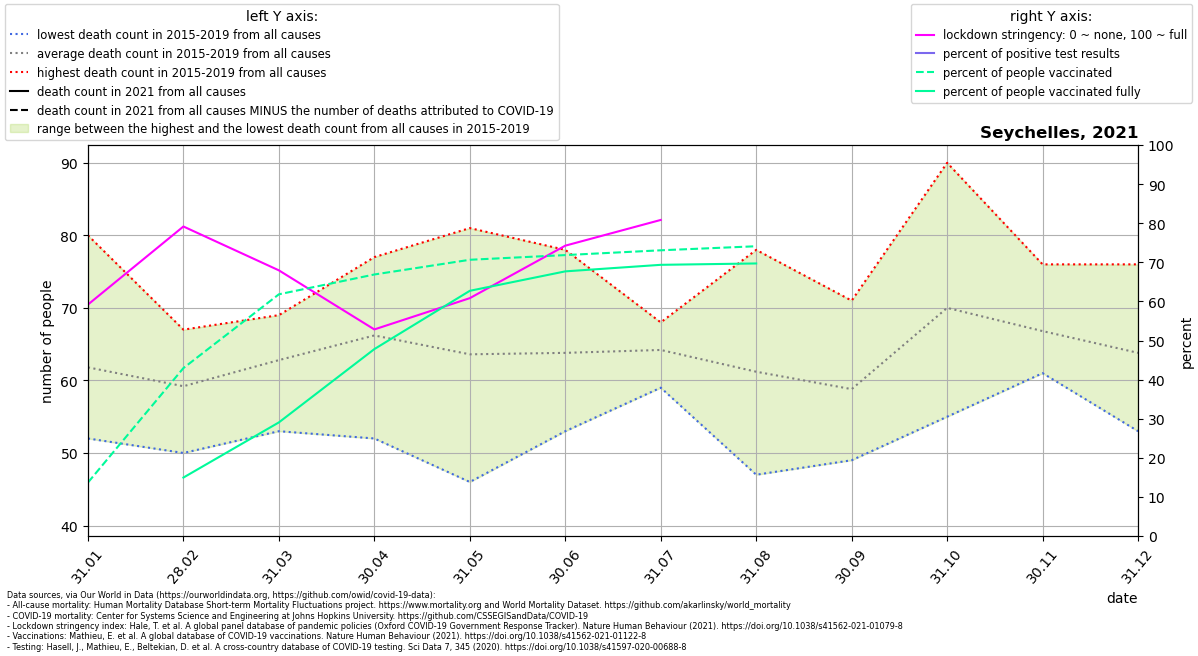 left Y axis:
lowest death count in 2015-2019 from all causes
average death count in 2015-2019 from all causes
highest death count in 2015-2019 from all causes
death count in 2021 from all causes
death count in 2021 from all causes MINUS the number of deaths attributed to COVID-19
range between the highest and the lowest death count from all causes in 2015-2019
right Y axis:
lockdown stringency: 0 ~ none, 100 ~ full
percent of positive test results
percent of people vaccinated
percent of people vaccinated fully
Seychelles, 2021
90
80
70
60
50
40
number of people
100
90
80
70
60
50
40
30
20
10
0
percent
31.01
28.02
31.03
30.04
31.05
30.06
31.07
31.08
30.09
31.10
30.11
31.12
date
Data sources, via Our World in Data (https://ourworldindata.org, https://github.com/owid/covid-19-data):
- All-cause mortality: Human Mortality Database Short-term Mortality Fluctuations project. https://www.mortality.org and World Mortality Dataset. https://github.com/akarlinsky/world_mortality
- COVID-19 mortality: Center for Systems Science and Engineering at Johns Hopkins University. https://github.com/CSSEGISandData/COVID-19
- Lockdown stringency index: Hale, T. et al. A global panel database of pandemic policies (Oxford COVID-19 Government Response Tracker). Nature Human Behaviour (2021). https://doi.org/10.1038/s41562-021-01079-8
- Vaccinations: Mathieu, E. et al. A global database of COVID-19 vaccinations. Nature Human Behaviour (2021). https://doi.org/10.1038/s41562-021-01122-8
- Testing: Hasell, J., Mathieu, E., Beltekian, D. et al. A cross-country database of COVID-19 testing. Sci Data 7, 345 (2020). https://doi.org/10.1038/s41597-020-00688-8